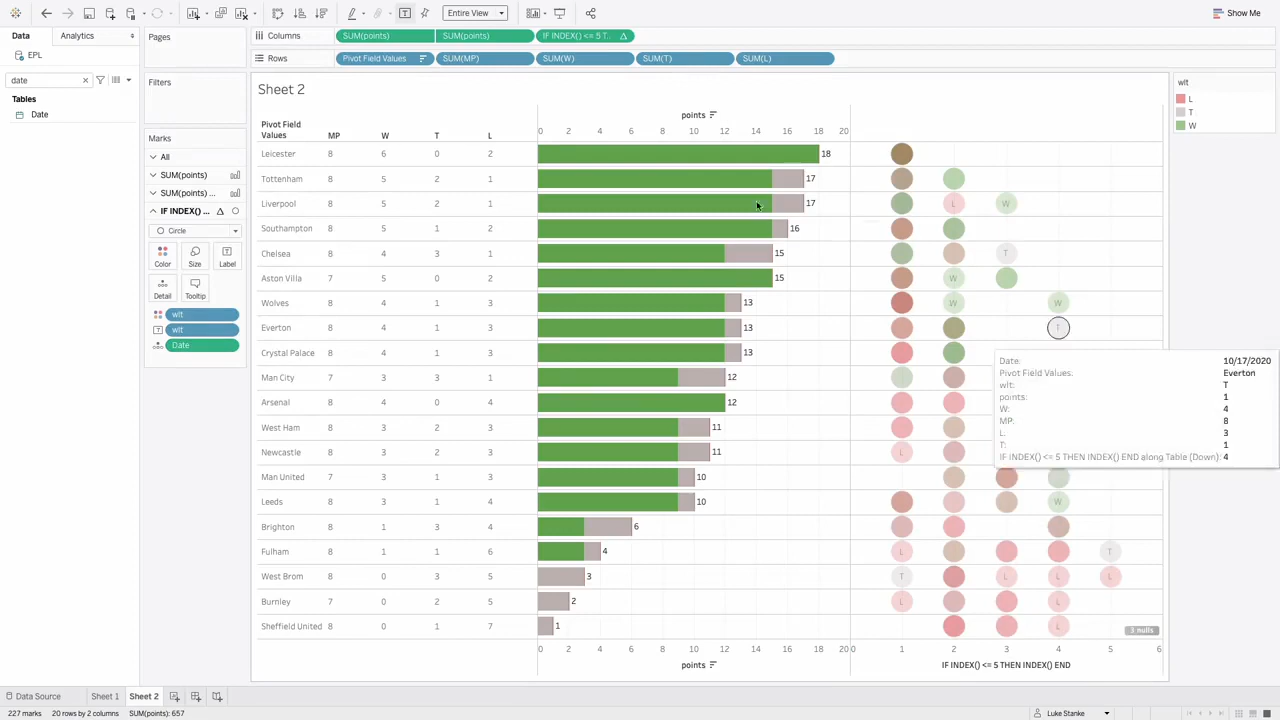 Entire View
Show Me
Data
Analytics
Pages
Columns
SUM(points)
SUM(points)
IF INDEX() <= 5 T..
Rows
Pivot Field Values
SUM(MP)
SUM(W)
SUM(T)
SUM(L)
EPL
date
Tables
Date
Filters
Marks
All
SUM(points)
SUM(points) ...
IF INDEX() ...
Circle
Color
Size
Label
Detail
Tooltip
wlt
wlt
Date
Sheet 2
wlt
L
T
W
points
Pivot Field Values MP W T L
0 2 4 6 8 10 12 14 16 18 20
Leicester 8 6 0 2 18
Tottenham 8 5 2 1 17
Liverpool 8 5 2 1 17 L W
Southampton 8 5 1 2 16
Chelsea 8 4 3 1 15 T
Aston Villa 7 5 0 2 15 W
Wolves 8 4 1 3 13 W W
Everton 8 4 1 3 13 T
Crystal Palace 8 4 1 3 13
Man City 7 3 3 1 12
Arsenal 8 4 0 4 12
West Ham 8 3 2 3 11
Newcastle 8 3 2 3 11 L
Man United 7 3 1 3 10
Leeds 8 3 1 4 10 W
Brighton 8 1 3 4 6
Fulham 8 1 1 6 4 L T
West Brom 8 0 3 5 3 T L L L
Burnley 7 0 2 5 2 L L
Sheffield United 8 0 1 7 1 L
Date: 10/17/2020
Pivot Field Values: Everton
wlt: T
points: 1
W: 4
MP: 8
L: 3
T: 1
IF INDEX() <= 5 THEN INDEX() END along Table (Down): 4
3 nulls
0 2 4 6 8 10 12 14 16 18 20
1 2 3 4 5 6
points
IF INDEX() <= 5 THEN INDEX() END
Data Source
Sheet 1
Sheet 2
227 marks
20 rows by 2 columns
SUM(points): 657
Luke Stanke